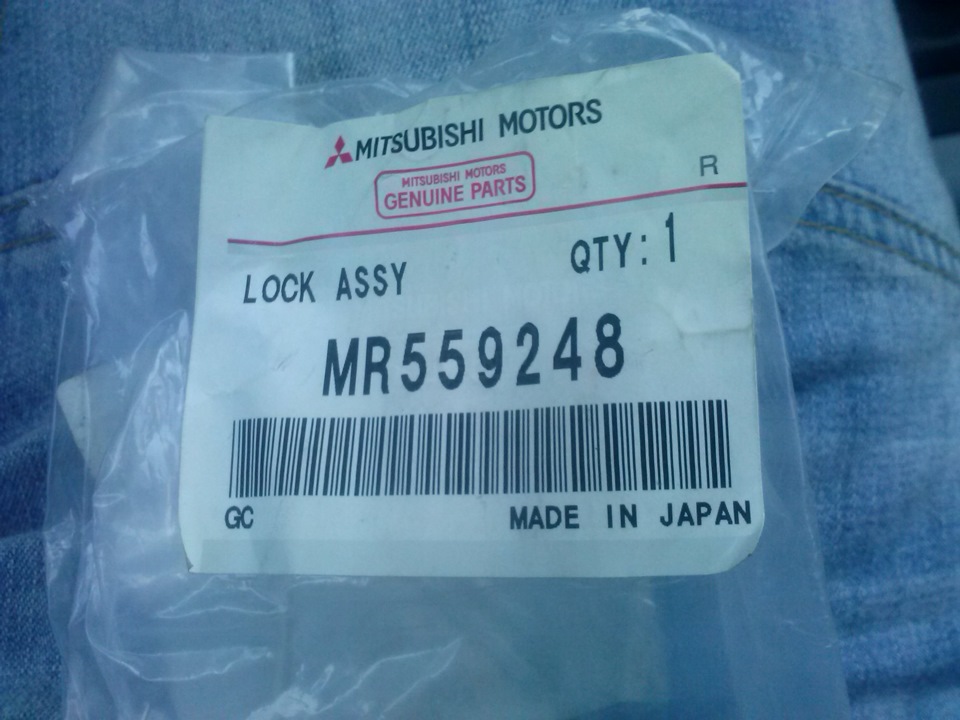 MITSUBISHI MOTORS
MITSUBISHI MOTORS
GENUINE PARTS
R
LOCK ASSY QTY: 1
MR559248
GC MADE IN JAPAN